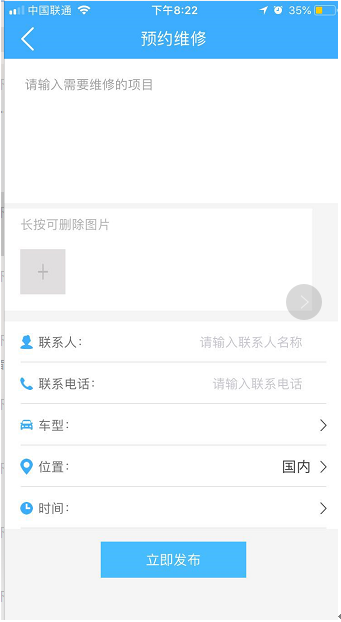 中国联通 下午8:22 35%
预约维修
请输入需要维修的项目
长按可删除图片
联系人: 请输入联系人名称
联系电话: 请输入联系电话
车型:
位置: 国内
时间:
立即发布